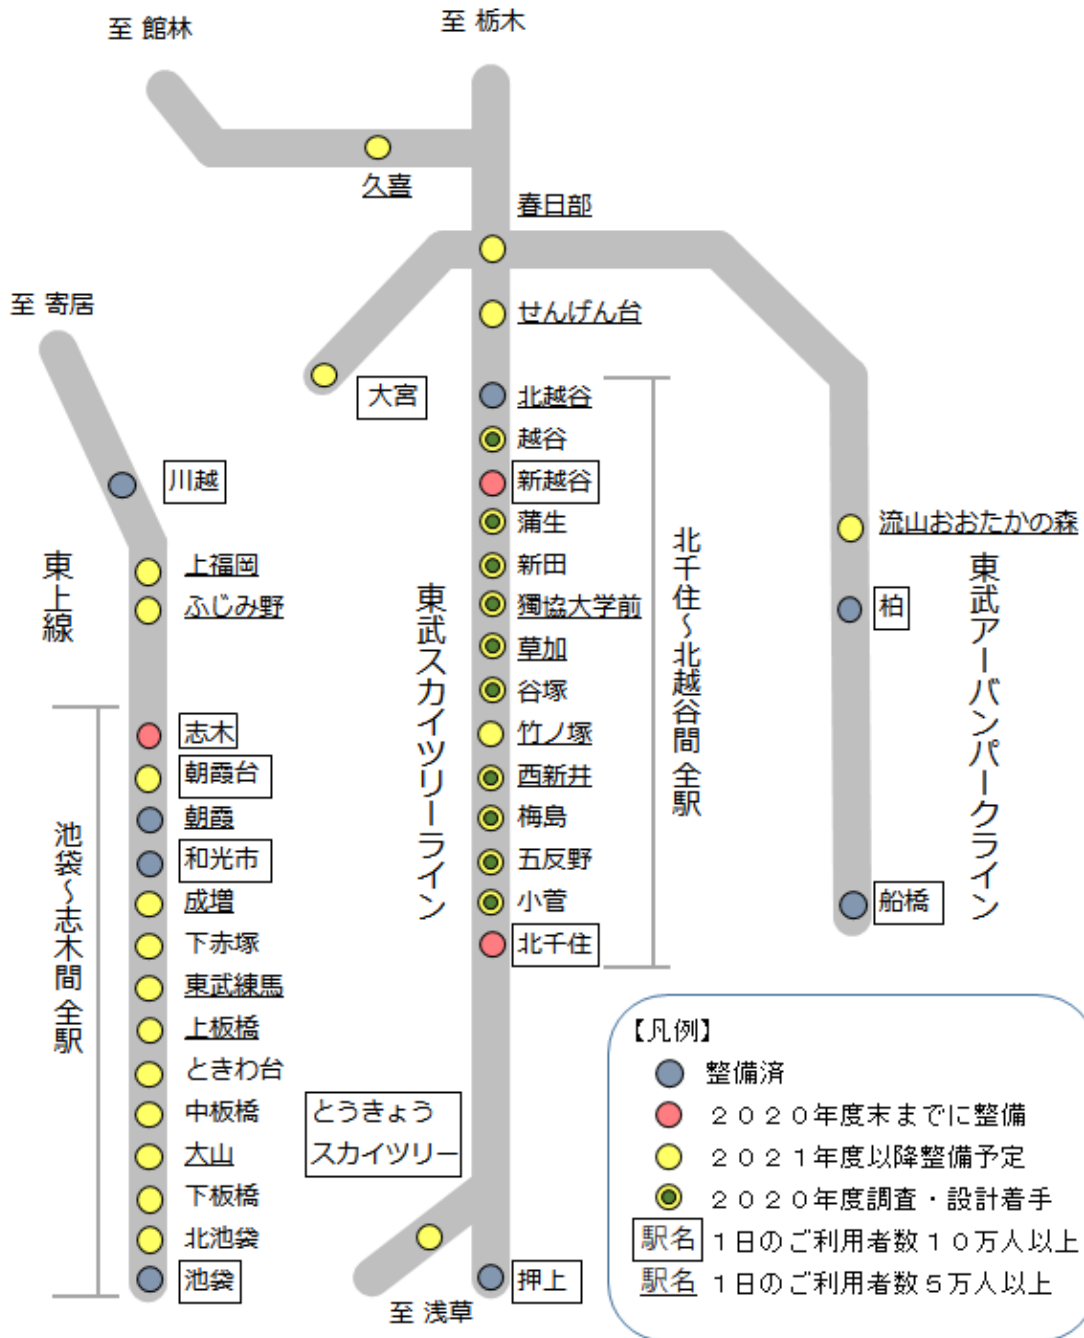 至 館林
至 栃木
久喜
春日部
至 寄居
せんげん台
大宮
北越谷
越谷
新越谷
蒲生
新田
獨協大学前
草加
谷塚
竹ノ塚
西新井
梅島
五反野
小菅
北千住
東武スカイツリーライン
北千住～北越谷間 全駅
川越
上福岡
ふじみ野
東上線
志木
朝霞台
朝霞
和光市
成増
下赤塚
東武練馬
上板橋
ときわ台
中板橋
大山
下板橋
北池袋
池袋
池袋～志木間 全駅
流山おおたかの森
柏
船橋
東武アーバンパークライン
とうきょう
スカイツリー
押上
至 浅草
【凡例】
整備済
２０２０年度末までに整備
２０２１年度以降整備予定
２０２０年度調査・設計着手
駅名 １日のご利用者数１０万人以上
駅名 １日のご利用者数５万人以上